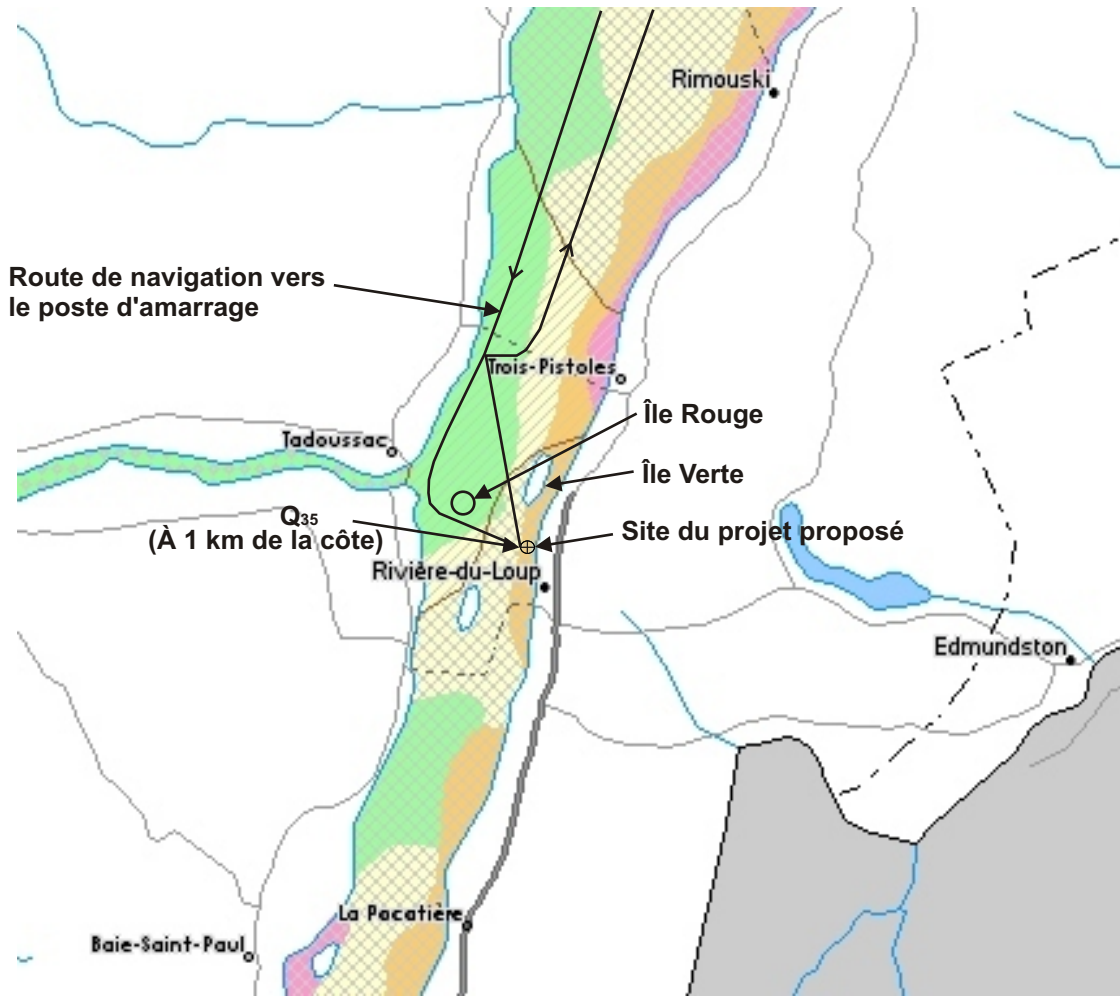 Rimouski
Route de navigation vers
le poste d'amarrage
Trois-Pistoles
Île Rouge
Tadoussac
Île Verte
Q35
(À 1 km de la côte)
Site du projet proposé
Rivière-du-Loup
Edmundston
La Pocatière
Baie-Saint-Paul